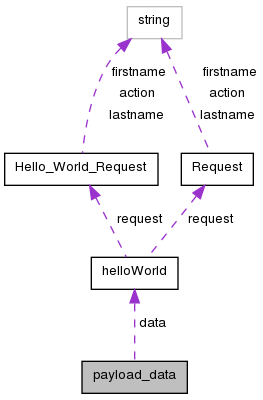 string
firstname firstname
action action
lastname lastname
Hello_World_Request Request
request request
helloWorld
data
payload_data